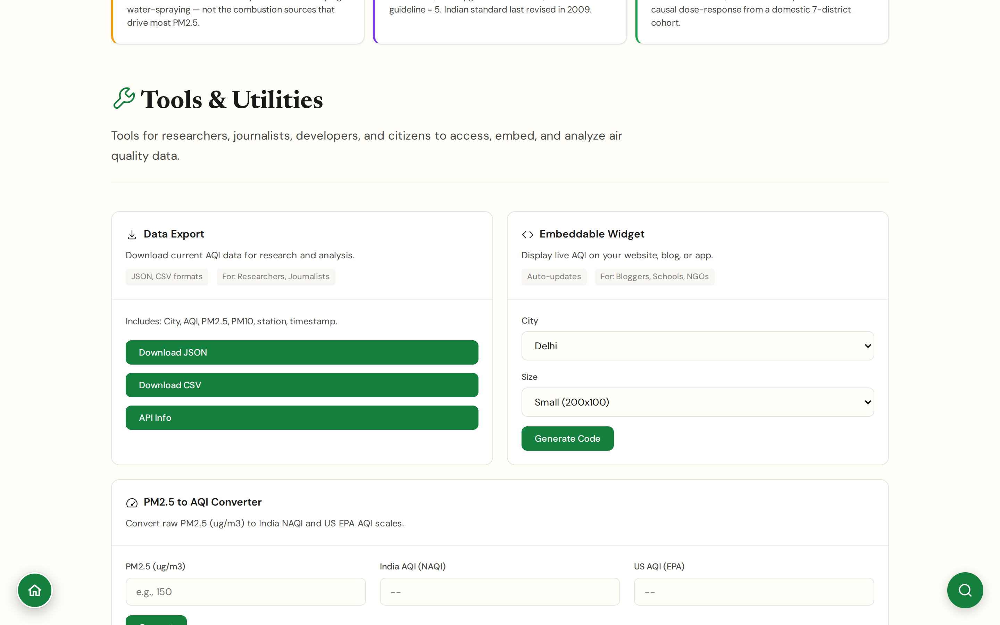 water-spraying — not the combustion sources that
drive most PM2.5.
guideline = 5. Indian standard last revised in 2009.
causal dose-response from a domestic 7-district
cohort.
Tools & Utilities
Tools for researchers, journalists, developers, and citizens to access, embed, and analyze air
quality data.
Data Export
Download current AQI data for research and analysis.
JSON, CSV formats
For: Researchers, Journalists
Includes: City, AQI, PM2.5, PM10, station, timestamp.
Download JSON
Download CSV
API Info
Embeddable Widget
Display live AQI on your website, blog, or app.
Auto-updates
For: Bloggers, Schools, NGOs
City
Delhi
Size
Small (200x100)
Generate Code
PM2.5 to AQI Converter
Convert raw PM2.5 (ug/m3) to India NAQI and US EPA AQI scales.
PM2.5 (ug/m3)
India AQI (NAQI)
US AQI (EPA)
e.g., 150
--
--